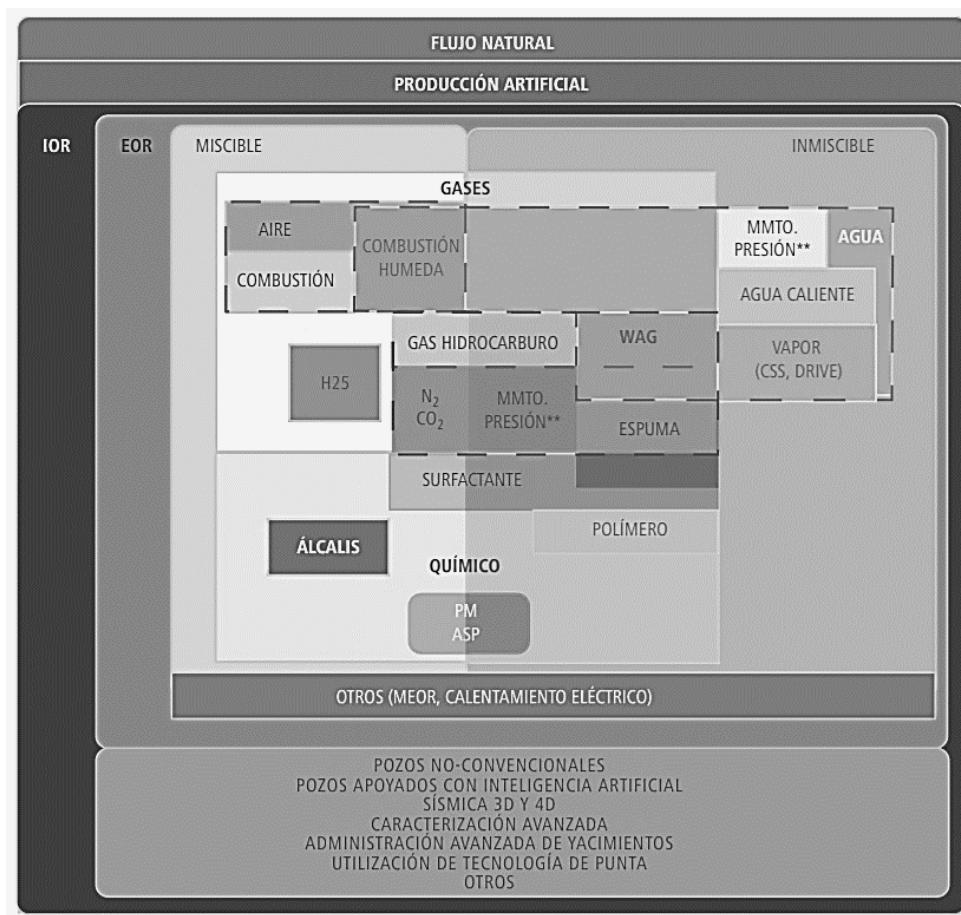 FLUJO NATURAL
PRODUCCIÓN ARTIFICIAL
IOR
EOR
MISCIBLE
INMISCIBLE
GASES
AIRE
COMBUSTIÓN
HUMEDA
MMTO.
PRESIÓN**
AGUA
COMBUSTIÓN
AGUA CALIENTE
GAS HIDROCARBURO
WAG
VAPOR
(CSS, DRIVE)
H25
N2
CO2
MMTO.
PRESIÓN**
ESPUMA
SURFACTANTE
POLÍMERO
ÁLCALIS
QUÍMICO
PM
ASP
OTROS (MEOR, CALENTAMIENTO ELÉCTRICO)
POZOS NO-CONVENCIONALES
POZOS APOYADOS CON INTELIGENCIA ARTIFICIAL
SÍSMICA 3D Y 4D
CARACTERIZACIÓN AVANZADA
ADMINISTRACIÓN AVANZADA DE YACIMIENTOS
UTILIZACIÓN DE TECNOLOGÍA DE PUNTA
OTROS